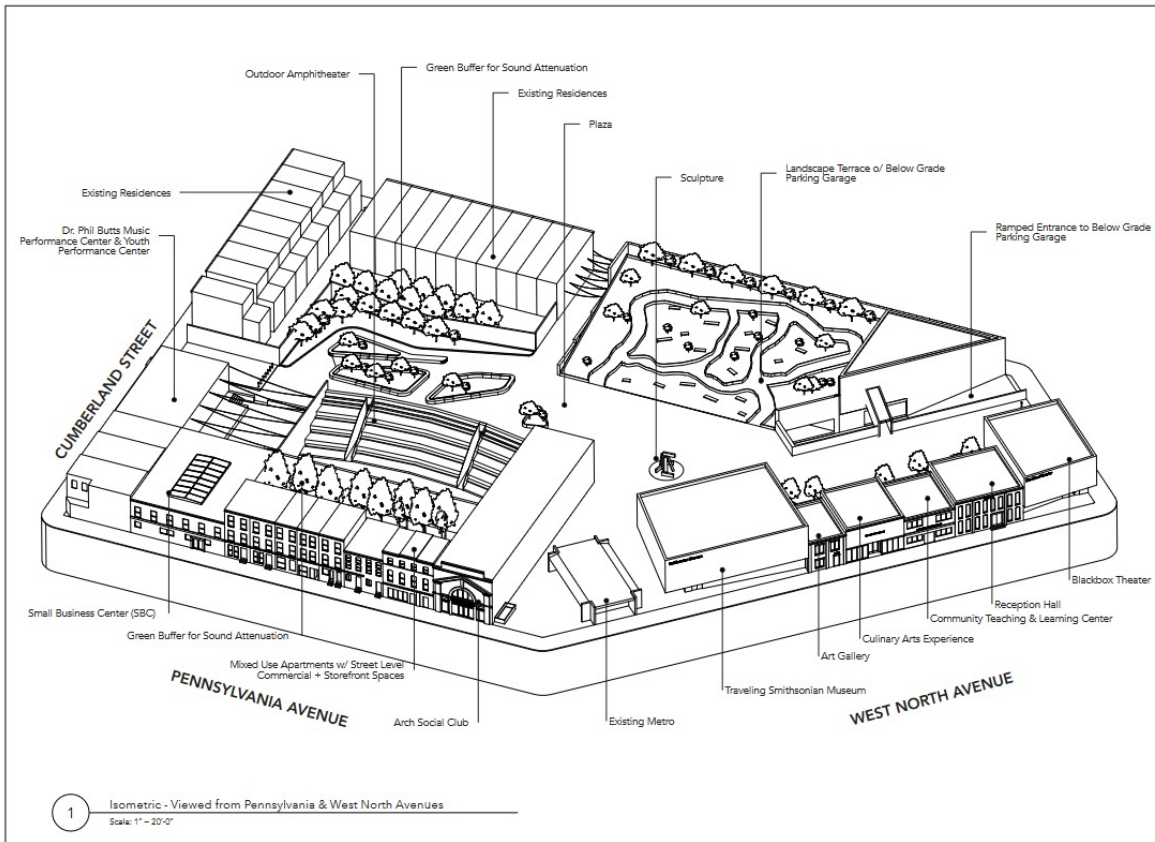 Outdoor Amphitheater
Green Buffer for Sound Attenuation
Existing Residences
Plaza
Sculpture
Landscape Terrace o/ Below Grade
Parking Garage
Existing Residences
Dr. Phil Butts Music
Performance Center & Youth
Performance Center
Ramped Entrance to Below Grade
Parking Garage
CUMBERLAND STREET
Small Business Center (SBC)
Green Buffer for Sound Attenuation
Mixed Use Apartments w/ Street Level
Commercial + Storefront Spaces
Arch Social Club
Existing Metro
Traveling Smithsonian Museum
Art Gallery
Culinary Arts Experience
Community Teaching & Learning Center
Reception Hall
Blackbox Theater
PENNSYLVANIA AVENUE
WEST NORTH AVENUE
1
Isometric - Viewed from Pennsylvania & West North Avenues
Scale: 1" – 20'-0"